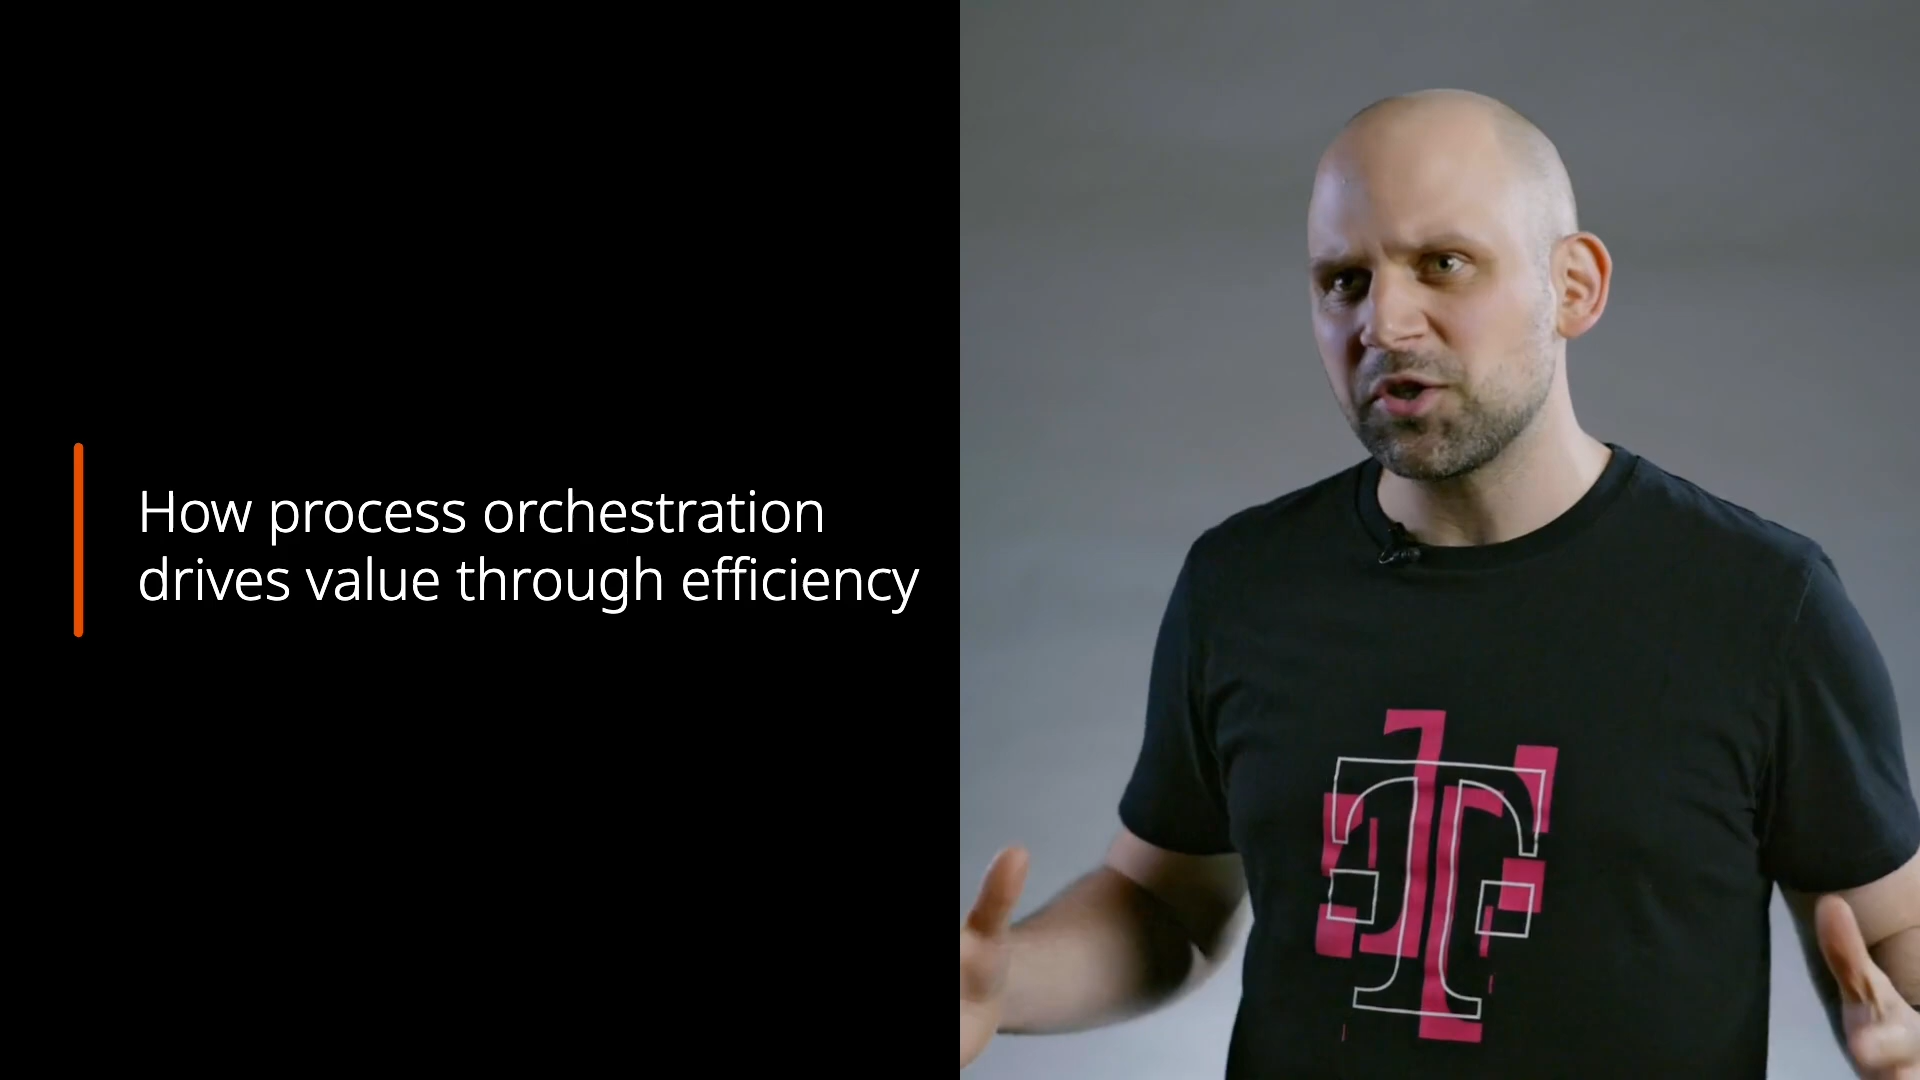 How process orchestration
drives value through efficiency
T